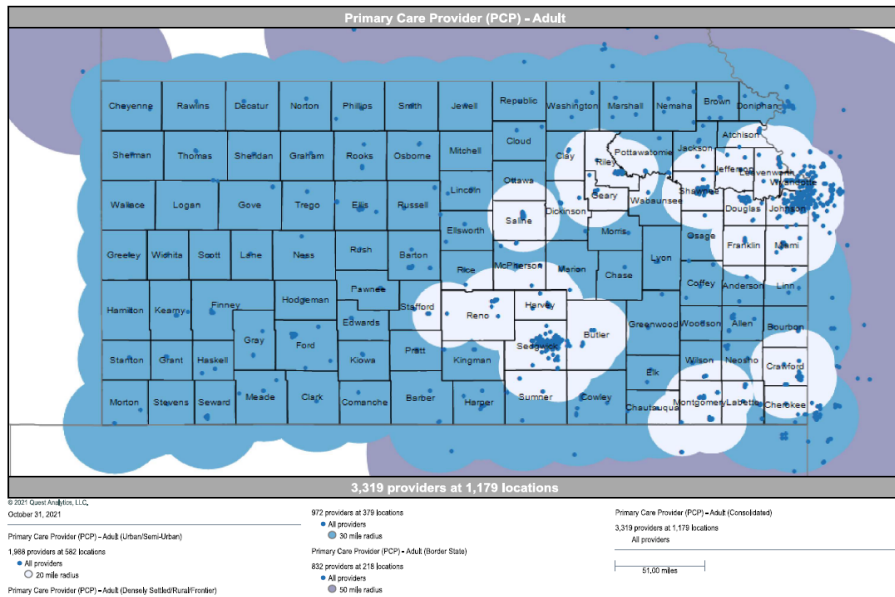 Primary Care Provider (PCP) – Adult
Cheyenne Rawlins Decatur Norton Phillips Smith Jewell Republic Washington Marshall Nemaha Brown Doniphan
Atchison
Sherman Thomas Sheridan Graham Rooks Osborne Mitchell Cloud Clay Riley Pottawatomie Jackson Jefferson Leavenworth
Ottawa Wyandotte
Wallace Logan Gove Trego Ellis Russell Lincoln Saline Dickinson Geary Wabaunsee Shawnee Douglas Johnson
Greeley Wichita Scott Lane Ness Rush Barton Ellsworth Rice McPherson Marion Morris Chase Lyon Osage Franklin Miami
Hamilton Kearny Finney Hodgeman Pawnee Edwards Stafford Reno Harvey Butler Greenwood Coffey Anderson Linn
Stanton Grant Haskell Gray Ford Kiowa Pratt Kingman Sedgwick Elk Woodson Allen Bourbon
Wilson Neosho Crawford
Morton Stevens Seward Meade Clark Comanche Barber Harper Sumner Cowley Chautauqua Montgomery Labette Cherokee
3,319 providers at 1,179 locations
© 2021 Quest Analytics, LLC.
October 31, 2021
Primary Care Provider (PCP) – Adult (Urban/Semi-Urban)
1,988 providers at 582 locations
All providers
20 mile radius
Primary Care Provider (PCP) – Adult (Densely Settled/Rural/Frontier)
972 providers at 379 locations
All providers
30 mile radius
Primary Care Provider (PCP) – Adult (Border State)
832 providers at 218 locations
All providers
50 mile radius
Primary Care Provider (PCP) – Adult (Consolidated)
3,319 providers at 1,179 locations
All providers
51,00 miles